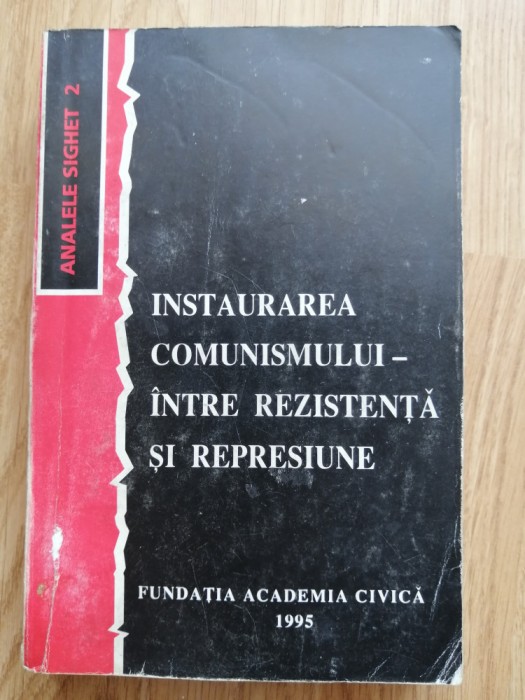 ANALELE SIGHET 2
INSTAURAREA
COMUNISMULUI –
ÎNTRE REZISTENȚĂ
ȘI REPRESIUNE
FUNDAȚIA ACADEMIA CIVICĂ
1995